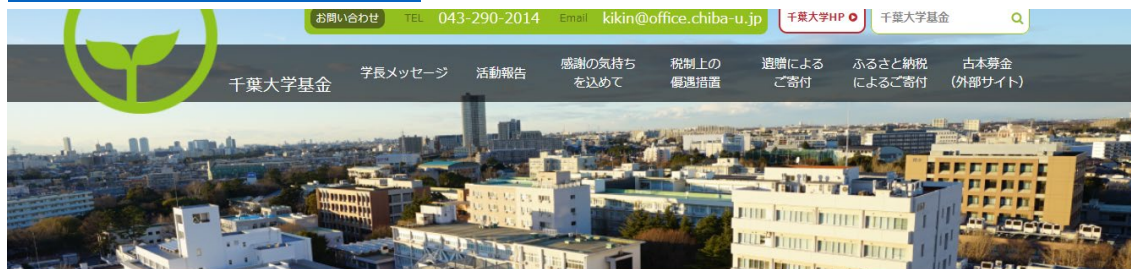 お問い合わせ TEL 043-290-2014 Email kikin@office.chiba-u.jp 千葉大学HP 千葉大学基金
千葉大学基金
学長メッセージ
活動報告
感謝の気持ち
を込めて
税制上の
優遇措置
遺贈による
ご寄付
ふるさと納税
によるご寄付
古本募金
(外部サイト)